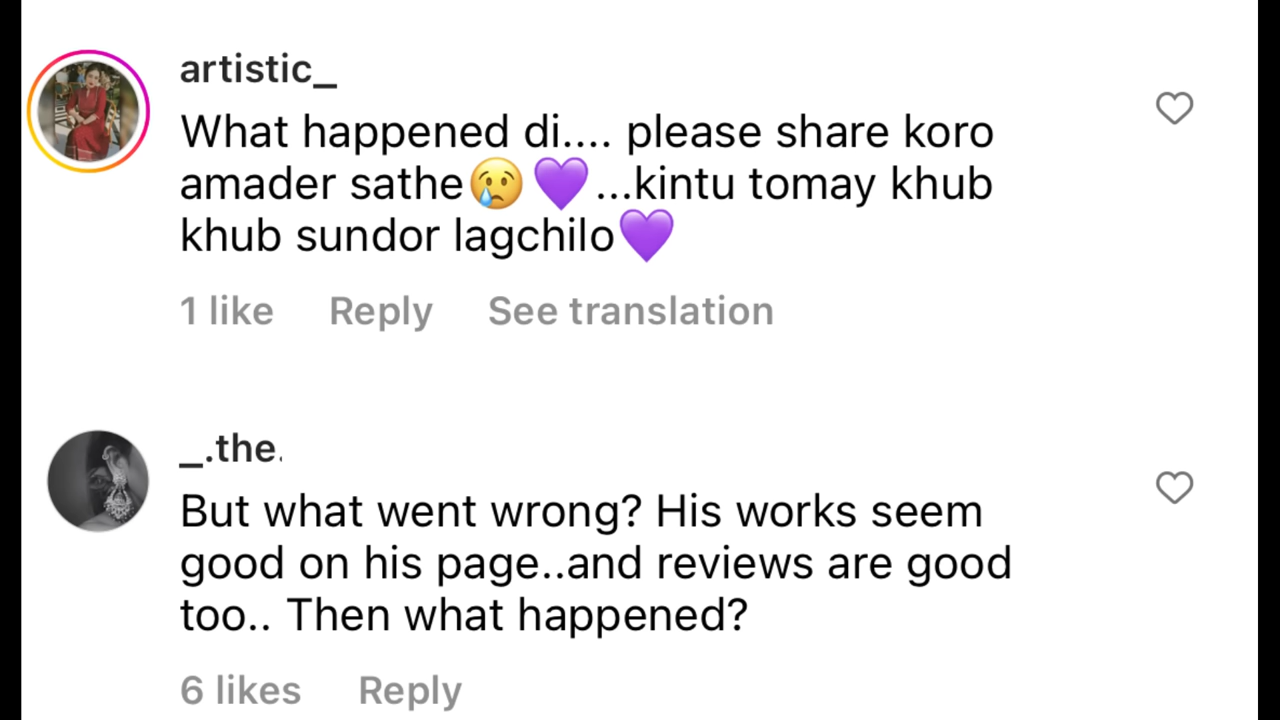 artistic_
What happened di.... please share koro
amader sathe😢💜...kintu tomay khub
khub sundor lagchilo💜
1 like Reply See translation
_.the.
But what went wrong? His works seem
good on his page..and reviews are good
too.. Then what happened?
6 likes Reply